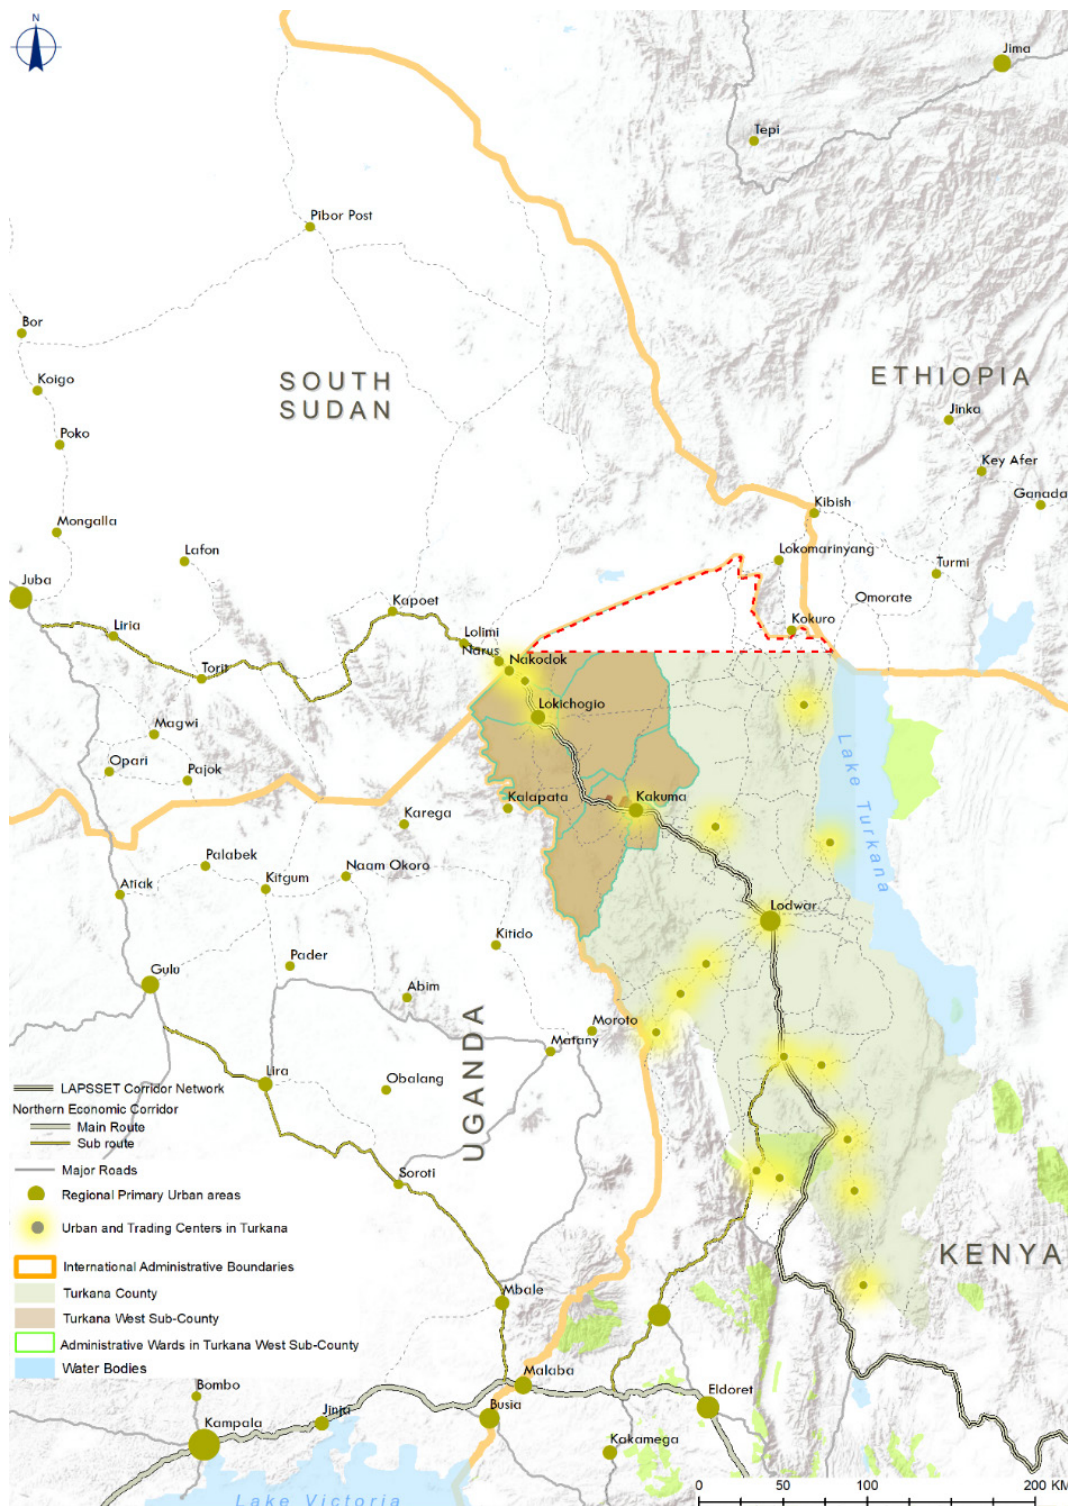 N
Jima
Tepi
Pibor Post
Bor
SOUTH
SUDAN
ETHIOPIA
Koigo
Jinka
Poko
Key Afer
Ganada
Kibish
Mongalla
Lafon
Lokomarinyang
Turmi
Juba
Kapoet
Omorate
Liria
Lolimi
Kokuro
Narus
Torit
Nakodok
Lokichogio
Magwi
Lake Turkana
Opari
Pajok
Kalapata
Kakuma
Karega
Palabek
Naam Okoro
Kitgum
Atiak
Lodwar
Kitido
Gulu
Pader
Abim
UGANDA
Moroto
Matany
Lira
Obalang
LAPSSET Corridor Network
Northern Economic Corridor
Main Route
Sub route
Major Roads
Soroti
Regional Primary Urban areas
Urban and Trading Centers in Turkana
KENYA
International Administrative Boundaries
Turkana County
Mbale
Turkana West Sub-County
Administrative Wards in Turkana West Sub-County
Water Bodies
Malaba
Bombo
Eldoret
Busia
Jinja
Kampala
Kakamega
0 50 100 200 KM
Lake Victoria